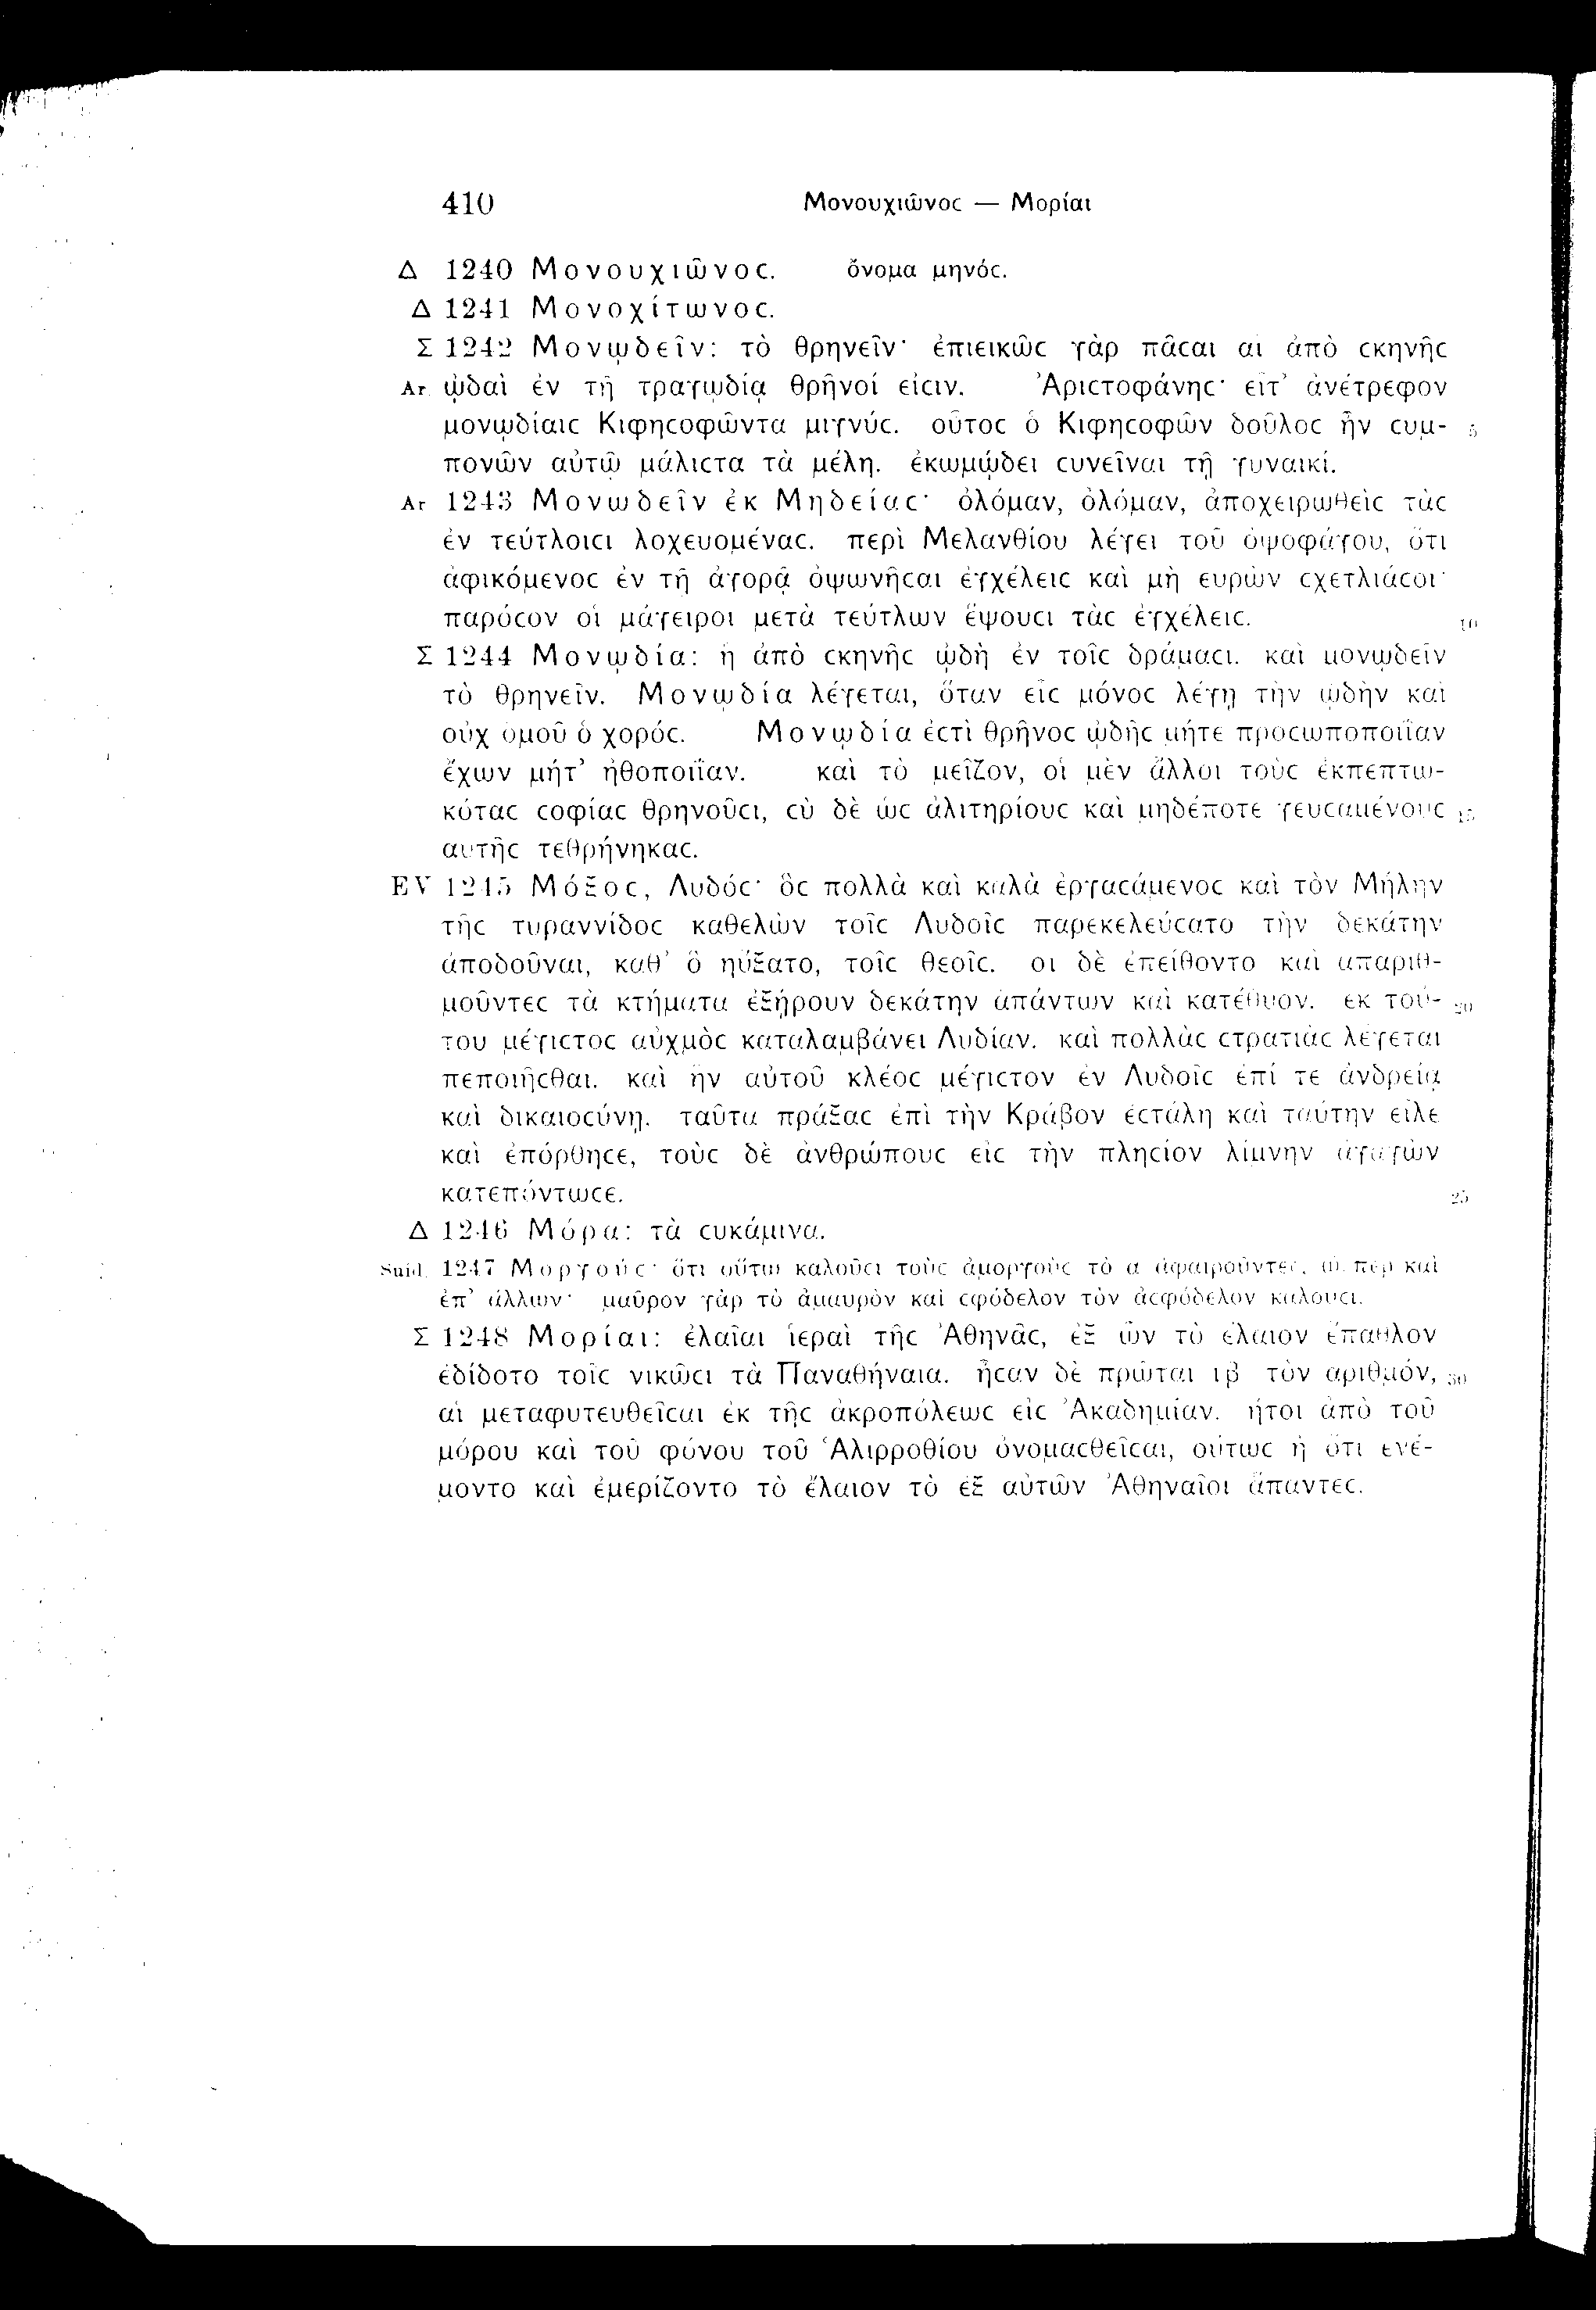 410 Μονουχιῶνοϲ — Μορίαι
Δ 1240 Μονουχιῶνοϲ. ὄνομα μηνόϲ.
Δ 1241 Μονοχίτωνοϲ.
Σ 1242 Μονῳδεῖν: τὸ θρηνεῖν· ἐπιεικῶϲ γὰρ πᾶϲαι αἱ ἀπὸ ϲκηνῆϲ
Ar. ᾠδαὶ ἐν τῇ τραγῳδίᾳ θρῆνοί εἰϲιν. Ἀριϲτοφάνηϲ· εἶτ’ ἀνέτρεφον
μονῳδίαιϲ Κιφηϲοφῶντα μιγνύϲ. οὗτοϲ ὁ Κιφηϲοφῶν δοῦλοϲ ἦν ϲυμ- 5
πονῶν αὐτῷ μάλιϲτα τὰ μέλη. ἐκωμῴδει ϲυνεῖναι τῇ γυναικί.
Ar 1243 Μονωδεῖν ἐκ Μηδείαϲ· ὀλόμαν, ὀλόμαν, ἀποχειρωθεὶϲ τὰϲ
ἐν τεύτλοιϲι λοχευομέναϲ. περὶ Μελανθίου λέγει τοῦ ὀψοφάγου, ὅτι
ἀφικόμενοϲ ἐν τῇ ἀγορᾷ ὀψωνῆϲαι ἐγχέλειϲ καὶ μὴ εὑρὼν ϲχετλιάϲοι·
παρόϲον οἱ μάγειροι μετὰ τεύτλων ἕψουϲι τὰϲ ἐγχέλειϲ. 10
Σ 1244 Μονῳδία: ἡ ἀπὸ ϲκηνῆϲ ᾠδὴ ἐν τοῖϲ δράμαϲι. καὶ μονῳδεῖν
τὸ θρηνεῖν. Μονῳδία λέγεται, ὅταν εἷϲ μόνοϲ λέγῃ τὴν ᾠδὴν καὶ
οὐχ ὁμοῦ ὁ χορόϲ. Μονῳδία ἐϲτὶ θρῆνοϲ ᾠδῆϲ μήτε προϲωποποιΐαν
ἔχων μήτ’ ἠθοποιΐαν. καὶ τὸ μεῖζον, οἱ μὲν ἄλλοι τοὺϲ ἐκπεπτω-
κόταϲ ϲοφίαϲ θρηνοῦϲι, ϲὺ δὲ ὡϲ ἀλιτηρίουϲ καὶ μηδέποτε γευϲαμένουϲ 15
αὐτῆϲ τεθρήνηκαϲ.
EV 1245 Μόξοϲ, Λυδόϲ· ὃϲ πολλὰ καὶ καλὰ ἐργαϲάμενοϲ καὶ τὸν Μήλην
τῆϲ τυραννίδοϲ καθελὼν τοῖϲ Λυδοῖϲ παρεκελεύϲατο τὴν δεκάτην
ἀποδοῦναι, καθ’ ὃ ηὔξατο, τοῖϲ θεοῖϲ. οἱ δὲ ἐπείθοντο καὶ ἀπαριθ-
μοῦντεϲ τὰ κτήματα ἐξῄρουν δεκάτην ἁπάντων καὶ κατέθυον. ἐκ τού- 20
του μέγιϲτοϲ αὐχμὸϲ καταλαμβάνει Λυδίαν. καὶ πολλὰϲ ϲτρατιὰϲ λέγεται
πεποιῆϲθαι. καὶ ἦν αὐτοῦ κλέοϲ μέγιϲτον ἐν Λυδοῖϲ ἐπί τε ἀνδρείᾳ
καὶ δικαιοϲύνῃ. ταῦτα πράξαϲ ἐπὶ τὴν Κράβον ἐϲτάλη καὶ ταύτην εἷλε
καὶ ἐπόρθηϲε, τοὺϲ δὲ ἀνθρώπουϲ εἰϲ τὴν πληϲίον λίμνην ἀγαγὼν
κατεπόντωϲε. 25
Δ 1246 Μόρα: τὰ ϲυκάμινα.
Suid. 1247 Μοργούϲ· ὅτι οὕτω καλοῦϲι τοὺϲ ἀμοργοὺϲ τὸ α ἀφαιροῦντεϲ, ὥϲπερ καὶ
ἐπ’ ἄλλων· μαῦρον γὰρ τὸ ἀμαυρὸν καὶ ϲφόδελον τὸν ἀϲφόδελον καλοῦϲι.
Σ 1248 Μορίαι: ἐλαῖαι ἱεραὶ τῆϲ Ἀθηνᾶϲ, ἐξ ὧν τὸ ἔλαιον ἔπαθλον
ἐδίδοτο τοῖϲ νικῶϲι τὰ Παναθήναια. ἦϲαν δὲ πρῶται ιβ τὸν ἀριθμόν, 30
αἱ μεταφυτευθεῖϲαι ἐκ τῆϲ ἀκροπόλεωϲ εἰϲ Ἀκαδημίαν. ἤτοι ἀπὸ τοῦ
μόρου καὶ τοῦ φόνου τοῦ Ἁλιρροθίου ὀνομαϲθεῖϲαι, οὕτωϲ ἢ ὅτι ἐνέ-
μοντο καὶ ἐμερίζοντο τὸ ἔλαιον τὸ ἐξ αὐτῶν Ἀθηναῖοι ἅπαντεϲ.